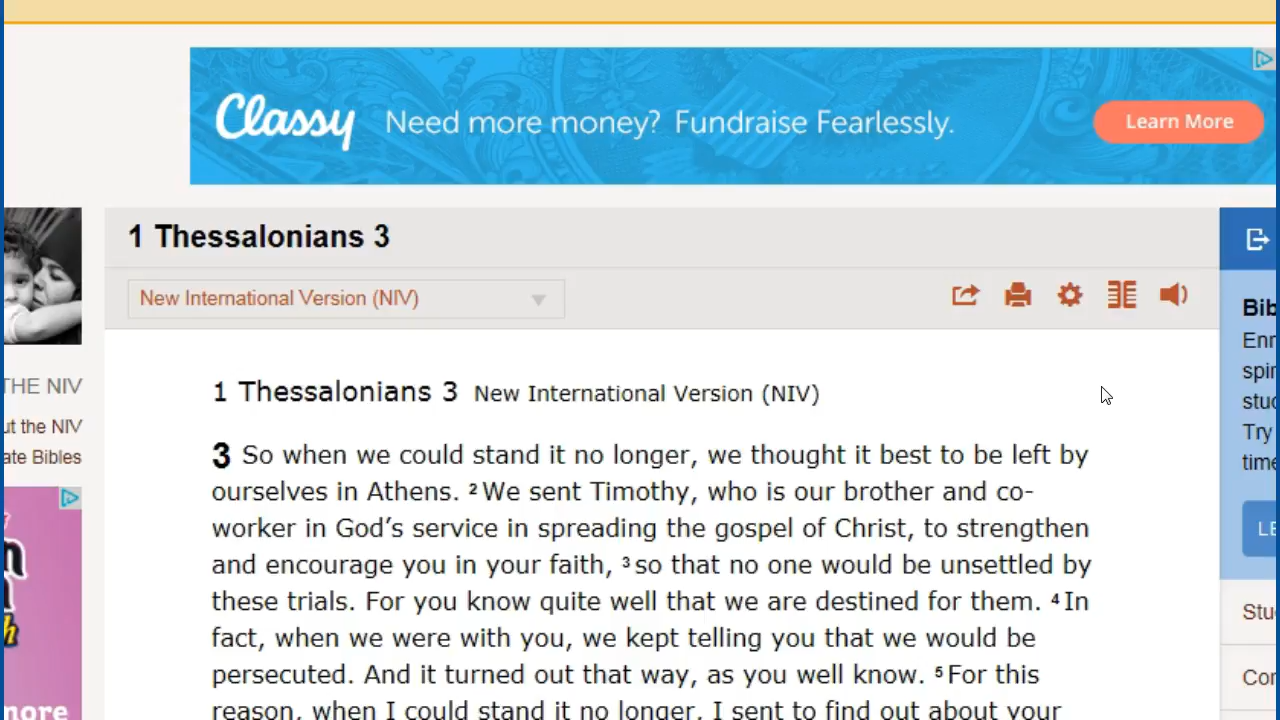 Classy Need more money? Fundraise Fearlessly. Learn More
1 Thessalonians 3
New International Version (NIV)
THE NIV
ut the NIV
ate Bibles
more
1 Thessalonians 3 New International Version (NIV)
3 So when we could stand it no longer, we thought it best to be left by
ourselves in Athens. 2 We sent Timothy, who is our brother and co-
worker in God’s service in spreading the gospel of Christ, to strengthen
and encourage you in your faith, 3 so that no one would be unsettled by
these trials. For you know quite well that we are destined for them. 4 In
fact, when we were with you, we kept telling you that we would be
persecuted. And it turned out that way, as you well know. 5 For this
reason, when I could stand it no longer, I sent to find out about your
Bib
Enr
spir
stud
Try
time
LE
Stu
Cor